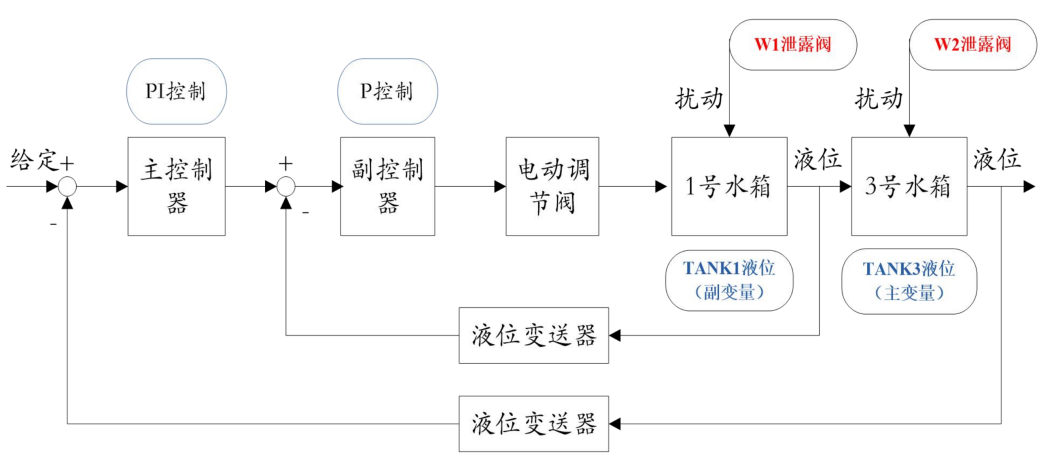 W1泄露阀
W2泄露阀
PI控制
P控制
扰动
扰动
给定
+
主控制
器
+
副控制
器
电动调
节阀
1号水箱
液位
3号水箱
液位
-
-
TANK1液位
（副变量）
TANK3液位
（主变量）
液位变送器
液位变送器